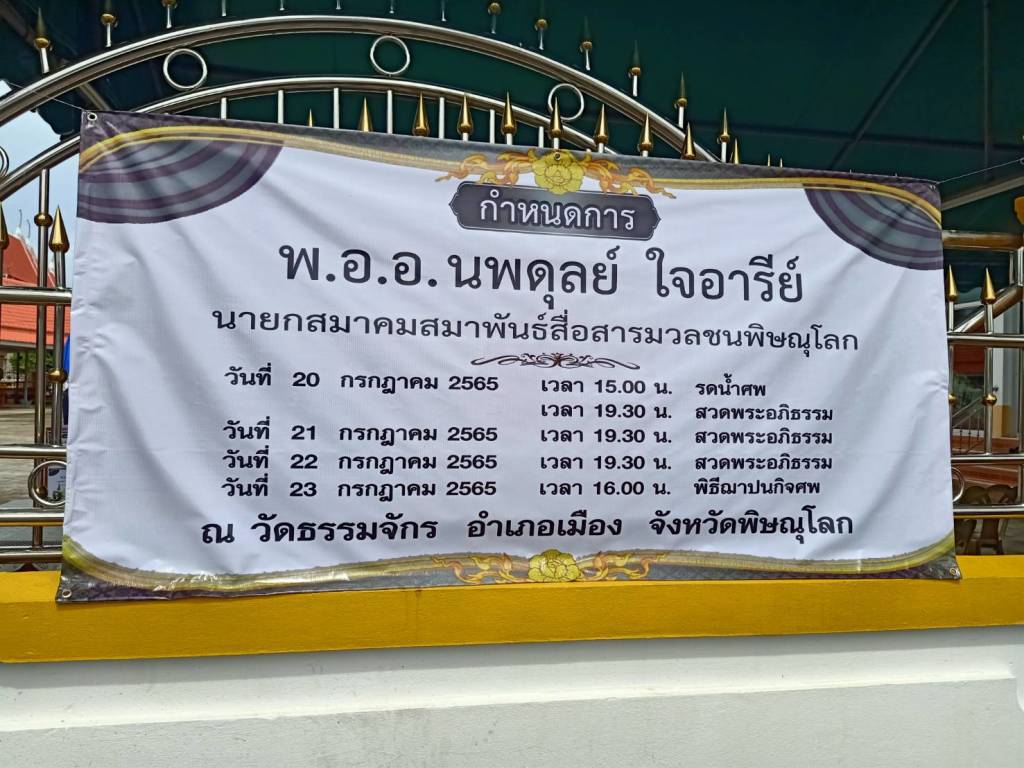 กำหนดการ
พ.อ.อ.นพดุลย์ ใจอารีย์
นายกสมาคมสมาพันธ์สื่อสารมวลชนพิษณุโลก
วันที่ 20 กรกฎาคม 2565 เวลา 15.00 น. รดน้ำศพ
เวลา 19.30 น. สวดพระอภิธรรม
วันที่ 21 กรกฎาคม 2565 เวลา 19.30 น. สวดพระอภิธรรม
วันที่ 22 กรกฎาคม 2565 เวลา 19.30 น. สวดพระอภิธรรม
วันที่ 23 กรกฎาคม 2565 เวลา 16.00 น. พิธีฌาปนกิจศพ
ณ วัดธรรมจักร อำเภอเมือง จังหวัดพิษณุโลก